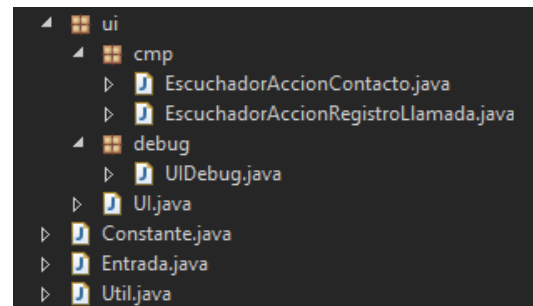 ui
cmp
EscuchadorAccionContacto.java
EscuchadorAccionRegistroLlamada.java
debug
UIDebug.java
UI.java
Constante.java
Entrada.java
Util.java